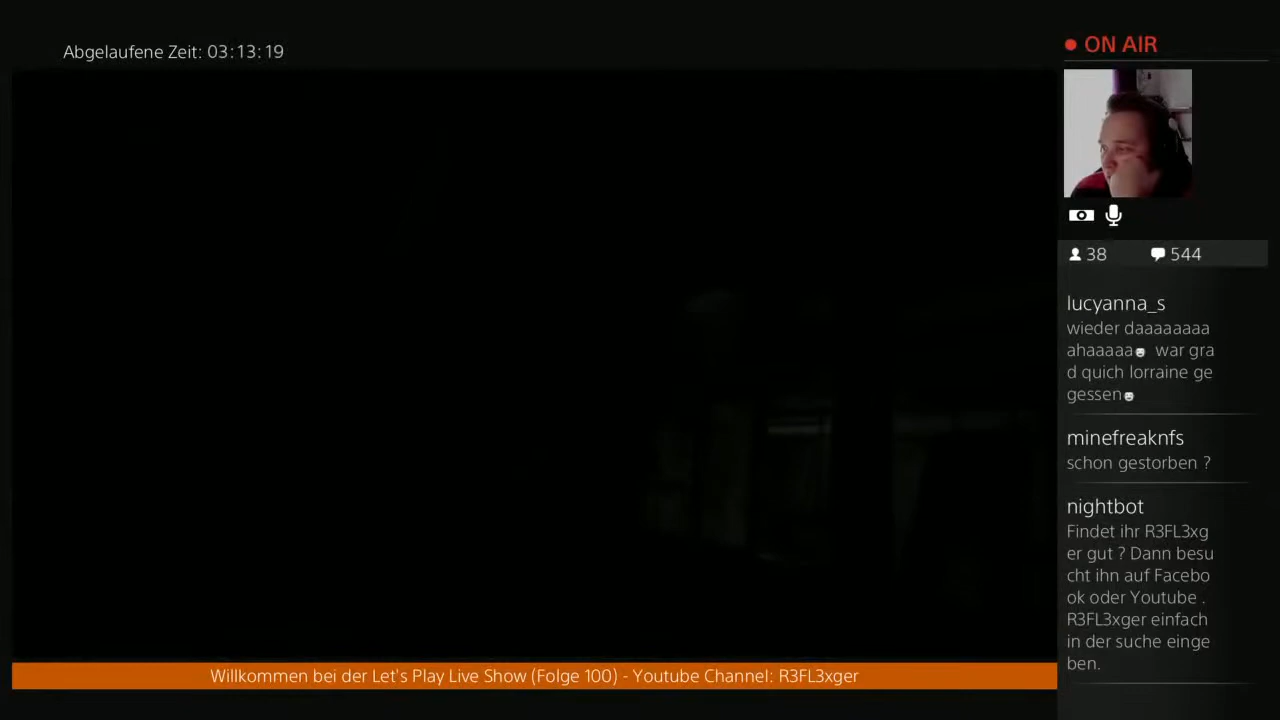 Abgelaufene Zeit: 03:13:19
ON AIR
38 544
lucyanna_s
wieder daaaaaaaa
ahaaaaa war gra
d quich lorraine ge
gessen
minefreaknfs
schon gestorben ?
nightbot
Findet ihr R3FL3xg
er gut ? Dann besu
cht ihn auf Facebo
ok oder Youtube .
R3FL3xger einfach
in der suche einge
ben.
Willkommen bei der Let's Play Live Show (Folge 100) - Youtube Channel: R3FL3xger